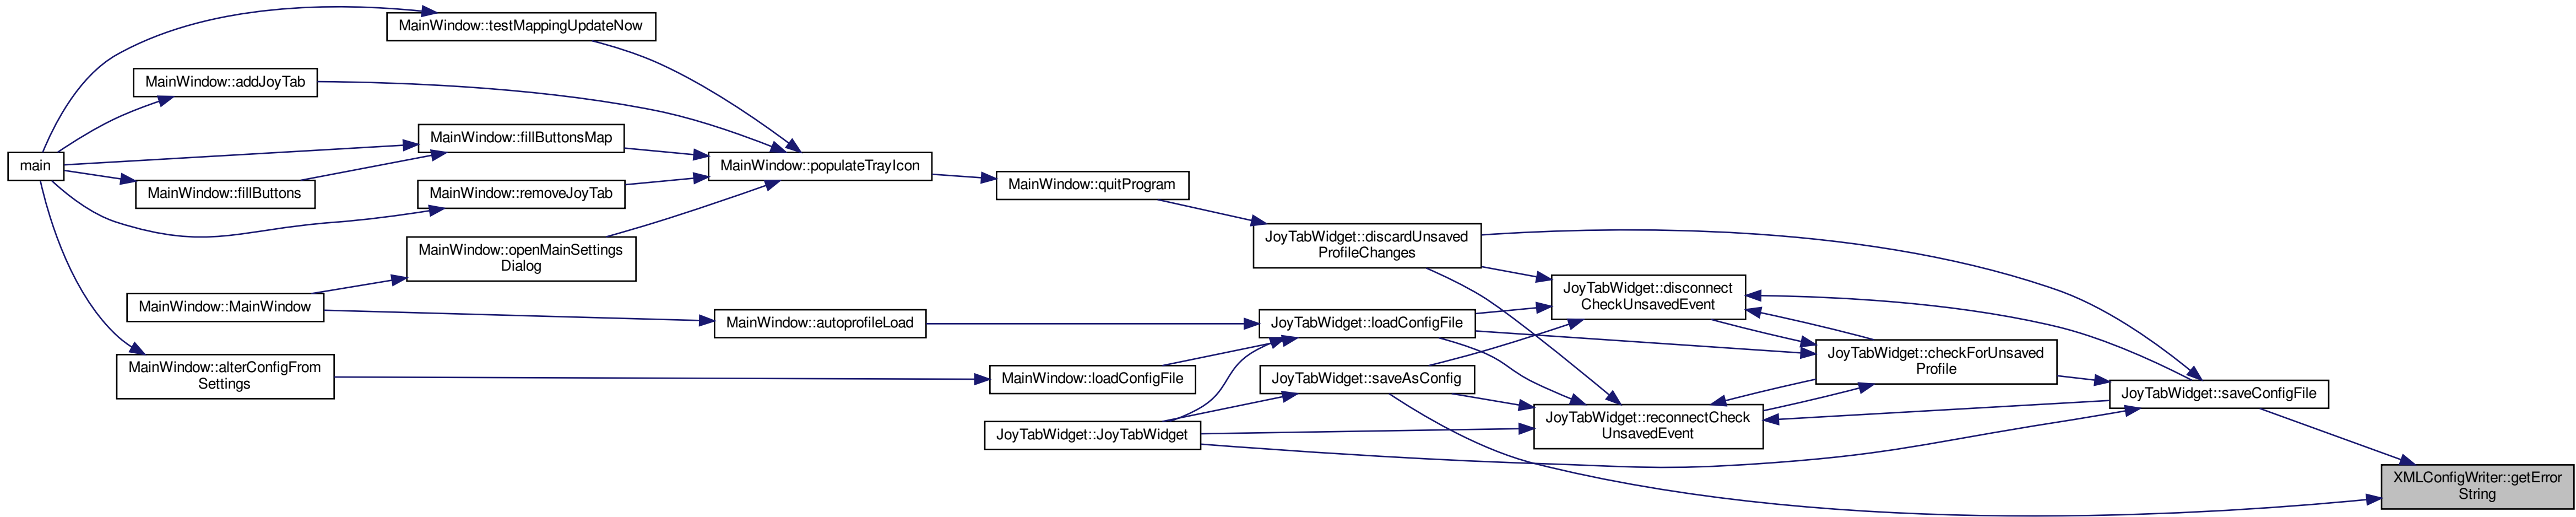 MainWindow::testMappingUpdateNow
MainWindow::addJoyTab
MainWindow::fillButtonsMap
main
MainWindow::populateTrayIcon
MainWindow::quitProgram
MainWindow::fillButtons
MainWindow::removeJoyTab
JoyTabWidget::discardUnsaved
ProfileChanges
MainWindow::openMainSettings
Dialog
JoyTabWidget::disconnect
CheckUnsavedEvent
MainWindow::MainWindow
MainWindow::autoprofileLoad
JoyTabWidget::loadConfigFile
JoyTabWidget::checkForUnsaved
Profile
MainWindow::alterConfigFrom
Settings
MainWindow::loadConfigFile
JoyTabWidget::saveAsConfig
JoyTabWidget::saveConfigFile
JoyTabWidget::reconnectCheck
UnsavedEvent
JoyTabWidget::JoyTabWidget
XMLConfigWriter::getError
String